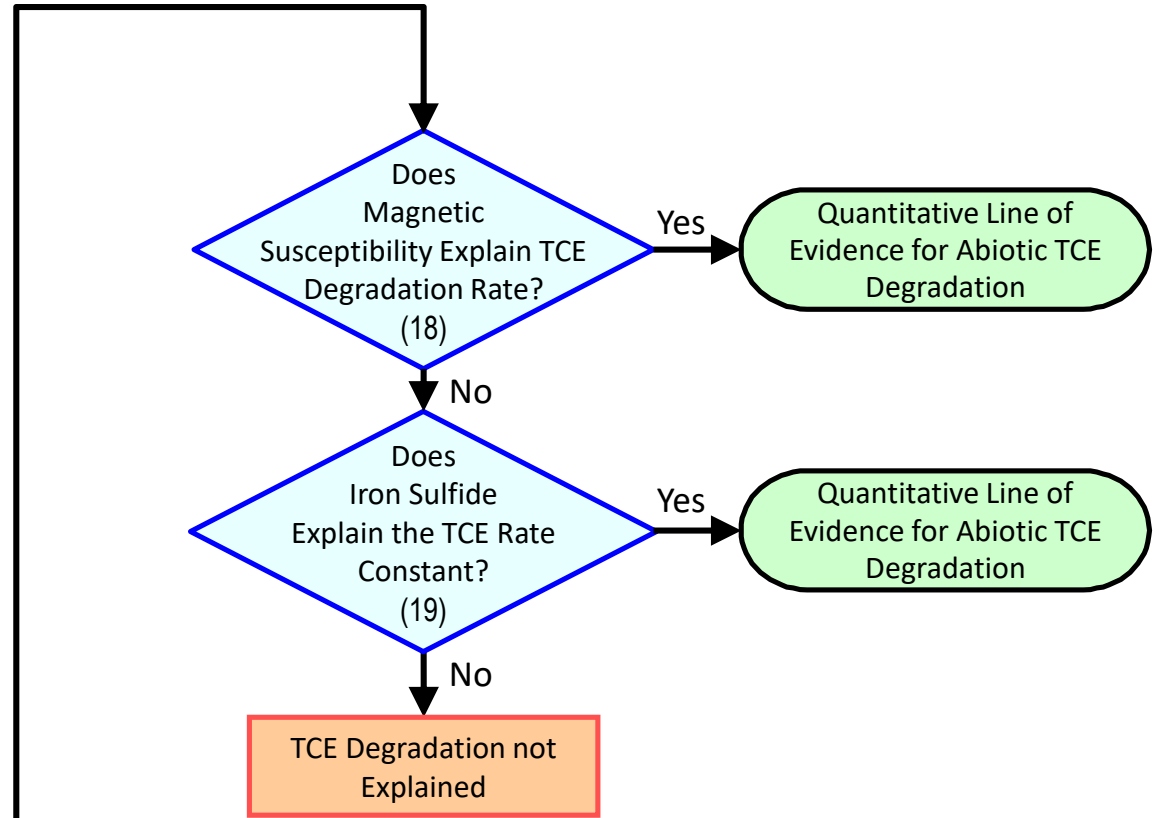 Does
Magnetic
Susceptibility Explain TCE
Degradation Rate?
(18)
Yes
Quantitative Line of
Evidence for Abiotic TCE
Degradation
No
Does
Iron Sulfide
Explain the TCE Rate
Constant?
(19)
Yes
Quantitative Line of
Evidence for Abiotic TCE
Degradation
No
TCE Degradation not
Explained